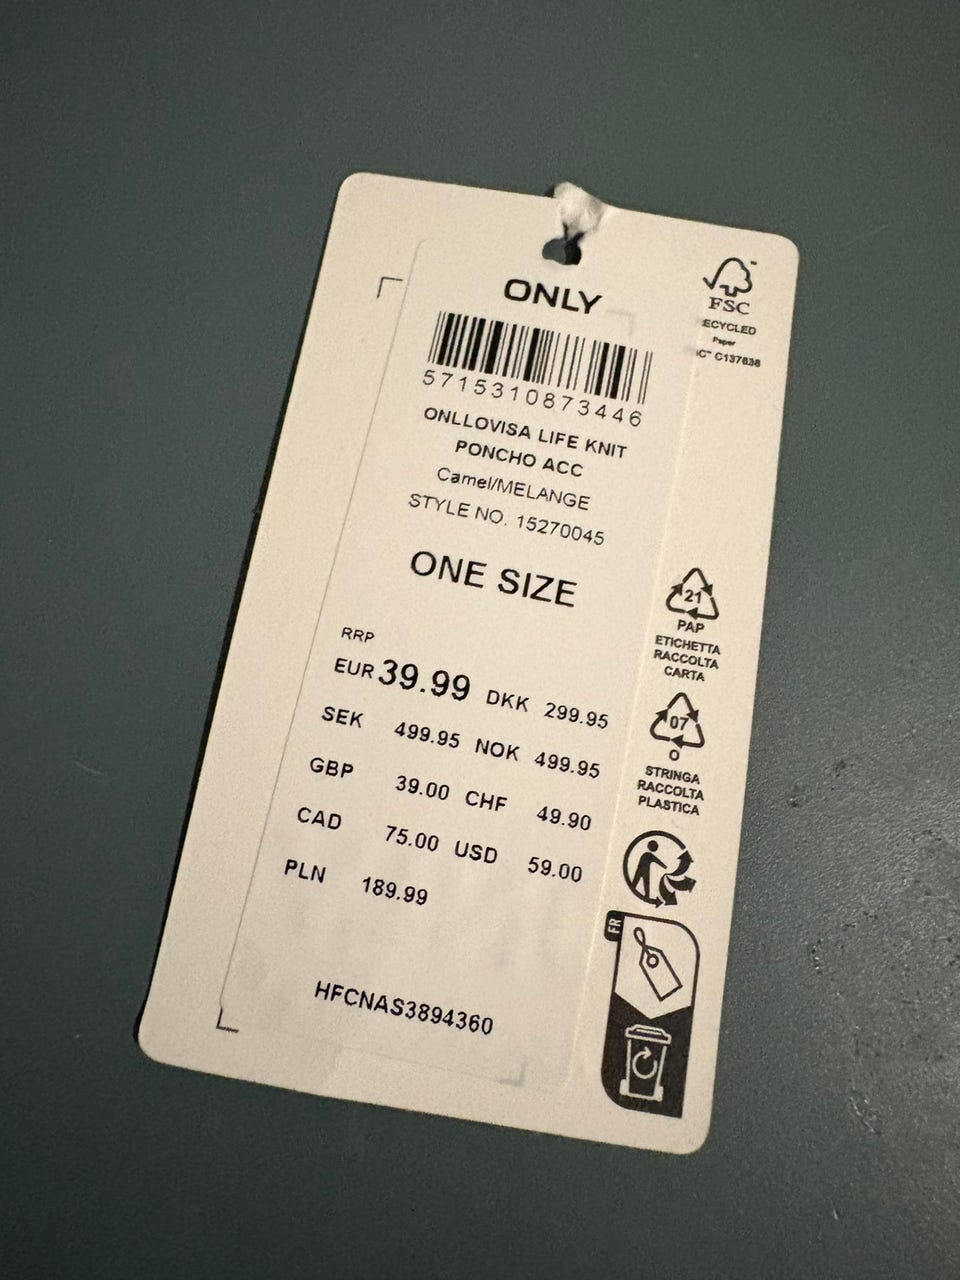 ONLY
5715310873446
ONLLOVISA LIFE KNIT
PONCHO ACC
Camel/MELANGE
STYLE NO. 15270045
ONE SIZE
RRP
EUR 39.99 DKK 299.95
SEK 499.95 NOK 499.95
GBP 39.00 CHF 49.90
CAD 75.00 USD 59.00
PLN 189.99
HFCNAS3894360
FSC
Paper
C137638
21
PAP
ETICHETTA
RACCOLTA
CARTA
07
O
STRINGA
RACCOLTA
PLASTICA
FR